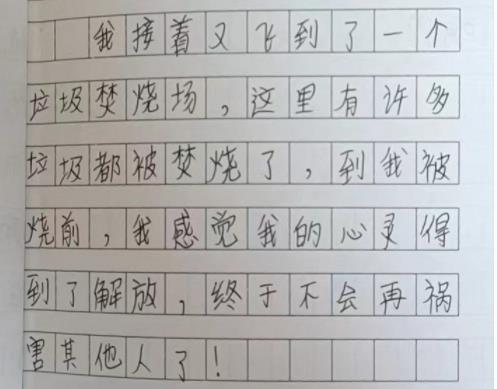 我接着又飞到了一个
垃圾焚烧场，这里有许多
垃圾都被焚烧了，到我被
烧前，我感觉我的心灵得
到了解放，终于不会再祸
害其他人了！